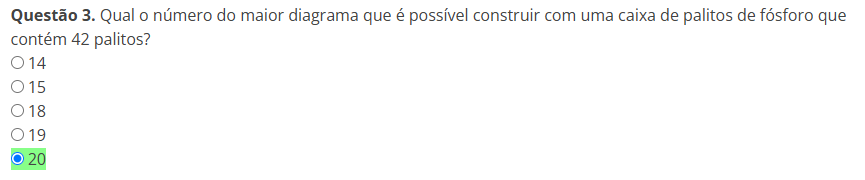 Questão 3. Qual o número do maior diagrama que é possível construir com uma caixa de palitos de fósforo que
contém 42 palitos?
14
15
18
19
20